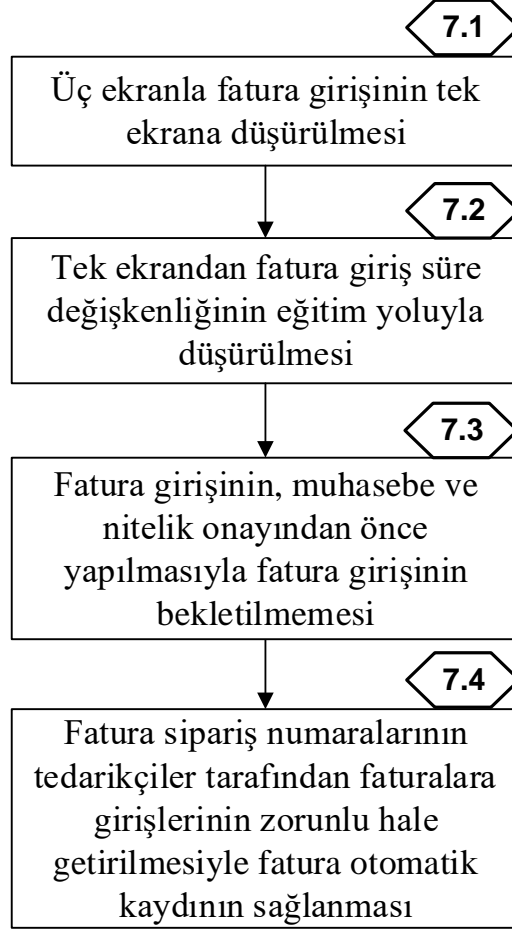 7.1
Üç ekranla fatura girişinin tek
ekrana düşürülmesi
7.2
Tek ekrandan fatura giriş süre
değişkenliğinin eğitim yoluyla
düşürülmesi
7.3
Fatura girişinin, muhasebe ve
nitelik onayından önce
yapılmasıyla fatura girişinin
bekletilmemesi
7.4
Fatura sipariş numaralarının
tedarikçiler tarafından faturalara
girişlerinin zorunlu hale
getirilmesiyle fatura otomatik
kaydının sağlanması